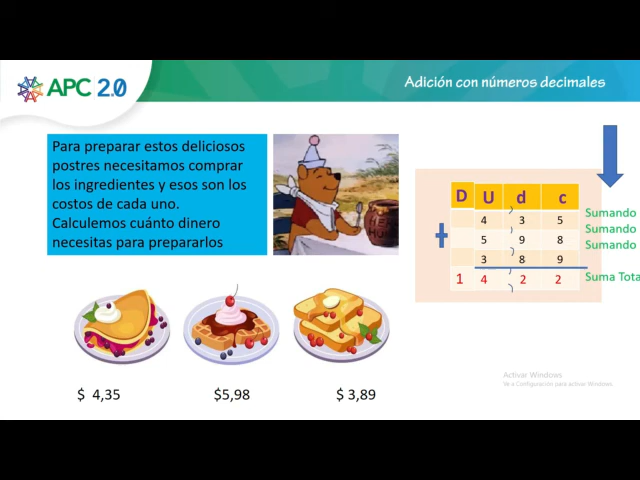 APC 2.0
Adición con números decimales
Para preparar estos deliciosos
postres necesitamos comprar
los ingredientes y esos son los
costos de cada uno.
Calculemos cuánto dinero
necesitas para prepararlos
D U d c
4 , 3 5 Sumando
+ 5 , 9 8 Sumando
3 , 8 9 Sumando
1 4 , 2 2 Suma Tota
$ 4,35
$5,98
$ 3,89
Activar Windows
Ve a Configuración para activar Windows.